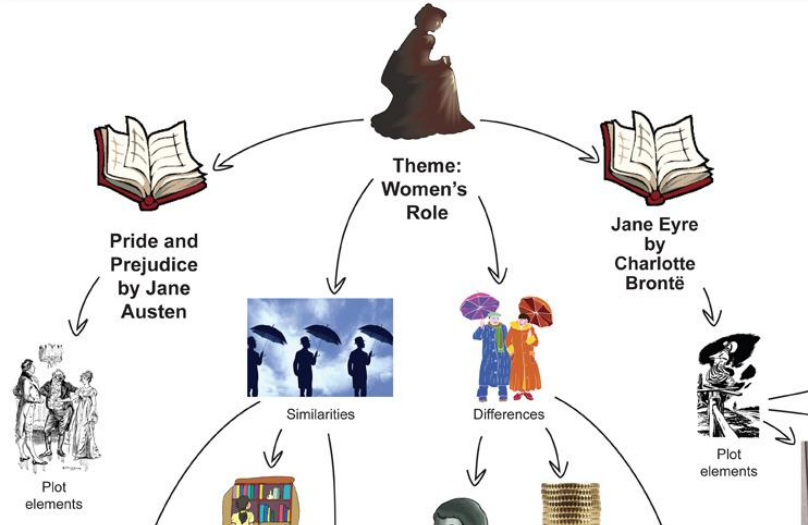 Theme:
Women's
Role
Pride and
Prejudice
by Jane
Austen
Jane Eyre
by
Charlotte
Brontë
Similarities
Differences
Plot
elements
Plot
elements